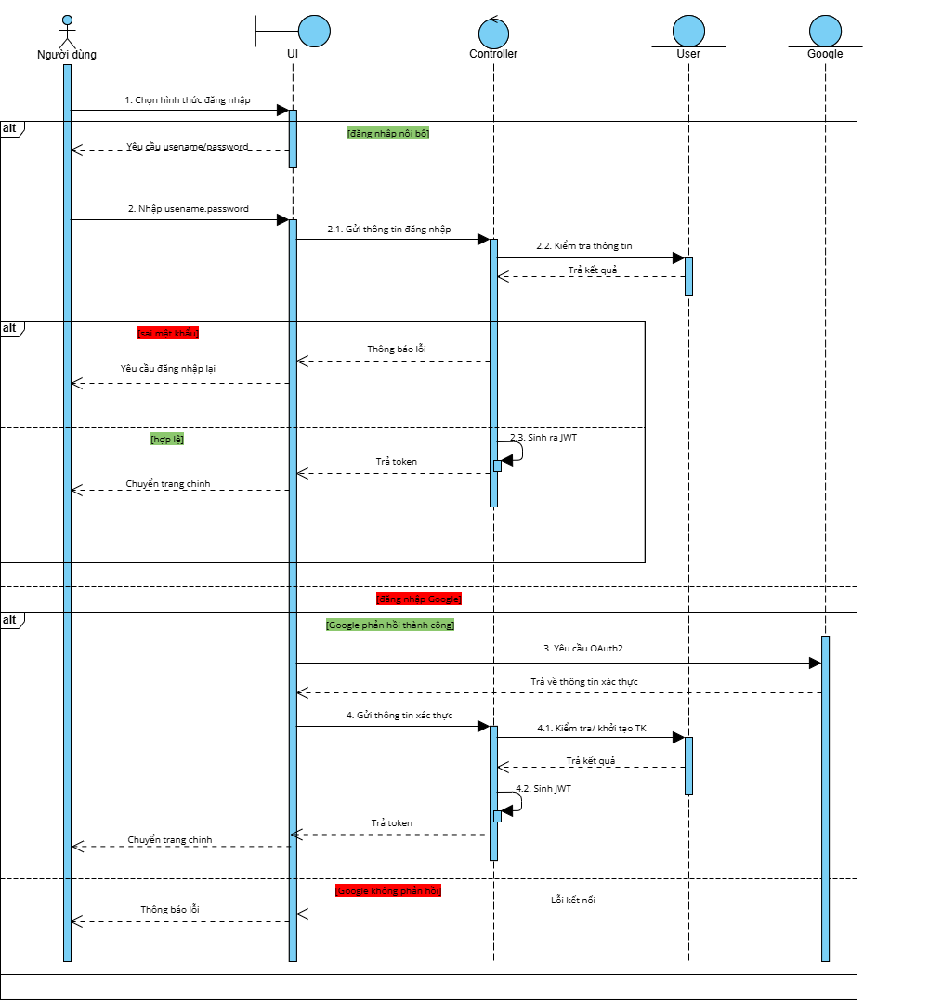 Người dùng
UI
Controller
User
Google
1. Chọn hình thức đăng nhập
alt
[đăng nhập nội bộ]
Yêu cầu usename/password
2. Nhập usename.password
2.1. Gửi thông tin đăng nhập
2.2. Kiểm tra thông tin
Trả kết quả
alt
[sai mật khẩu]
Thông báo lỗi
Yêu cầu đăng nhập lại
[hợp lệ]
2.3. Sinh ra JWT
Trả token
Chuyển trang chính
[đăng nhập Google]
alt
[Google phản hồi thành công]
3. Yêu cầu OAuth2
Trả về thông tin xác thực
4. Gửi thông tin xác thực
4.1. Kiểm tra/ khởi tạo TK
Trả kết quả
4.2. Sinh JWT
Trả token
Chuyển trang chính
[Google không phản hồi]
Lỗi kết nối
Thông báo lỗi